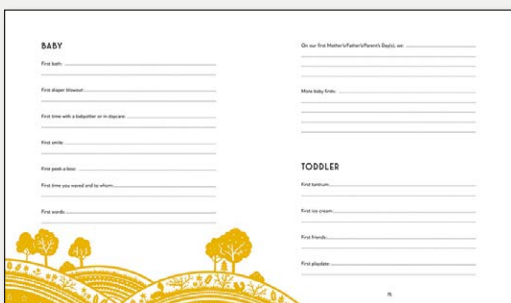 BABY
First bath:
First diaper blowout:
First time with a babysitter or in daycare:
First smile:
First peek-a-boo:
First time you waved and to whom:
First words:
On our first Mother's/Father's/Parent's Day(s), we:
More baby firsts:
TODDLER
First tantrum:
First ice cream:
First friends:
First playdate: